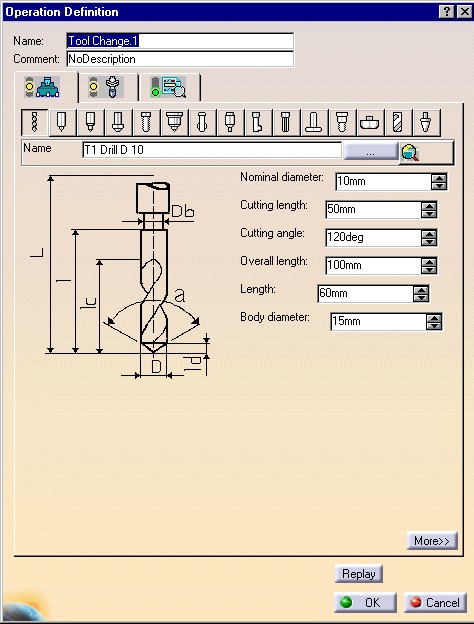 Operation Definition
Name: Tool Change.1
Comment: NoDescription
Name T1 Drill D 10 ...
Nominal diameter: 10mm
Cutting length: 50mm
Cutting angle: 120deg
Overall length: 100mm
Length: 60mm
Body diameter: 15mm
Db
L
l
lc
a
D
ld
More>>
Replay
OK Cancel